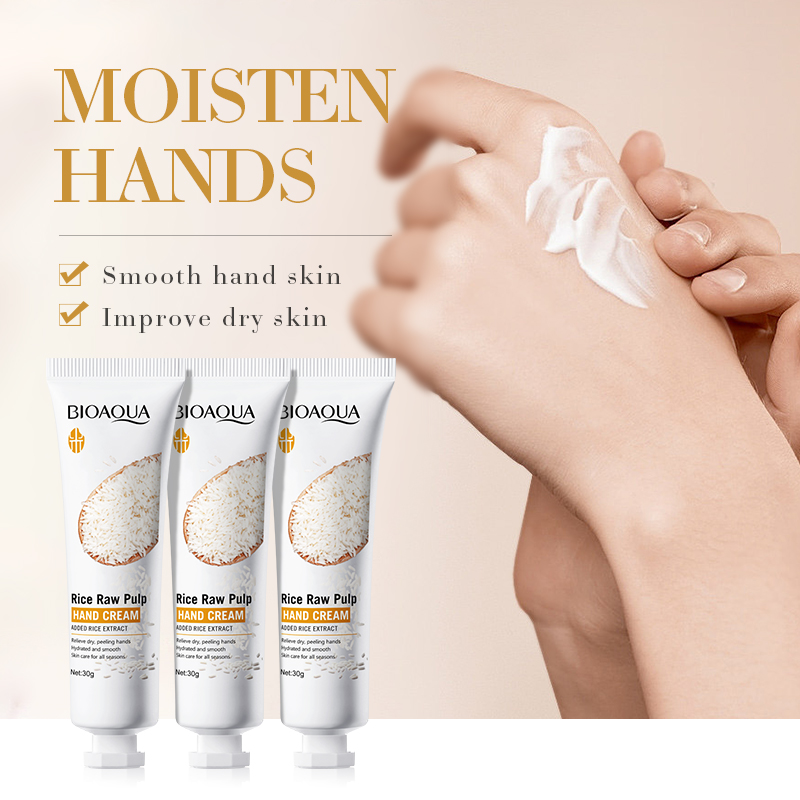 MOISTEN
HANDS
Smooth hand skin
Improve dry skin
BIOAQUA
Rice Raw Pulp
HAND CREAM
ADDED RICE EXTRACT
Relieve dry, peeling hands
Hydrated and smooth
Skin care for all seasons
Net:30g
BIOAQUA
Rice Raw Pulp
HAND CREAM
ADDED RICE EXTRACT
Relieve dry, peeling hands
Hydrated and smooth
Skin care for all seasons
Net:30g
BIOAQUA
Rice Raw Pulp
HAND CREAM
ADDED RICE EXTRACT
Relieve dry, peeling hands
Hydrated and smooth
Skin care for all seasons
Net:30g